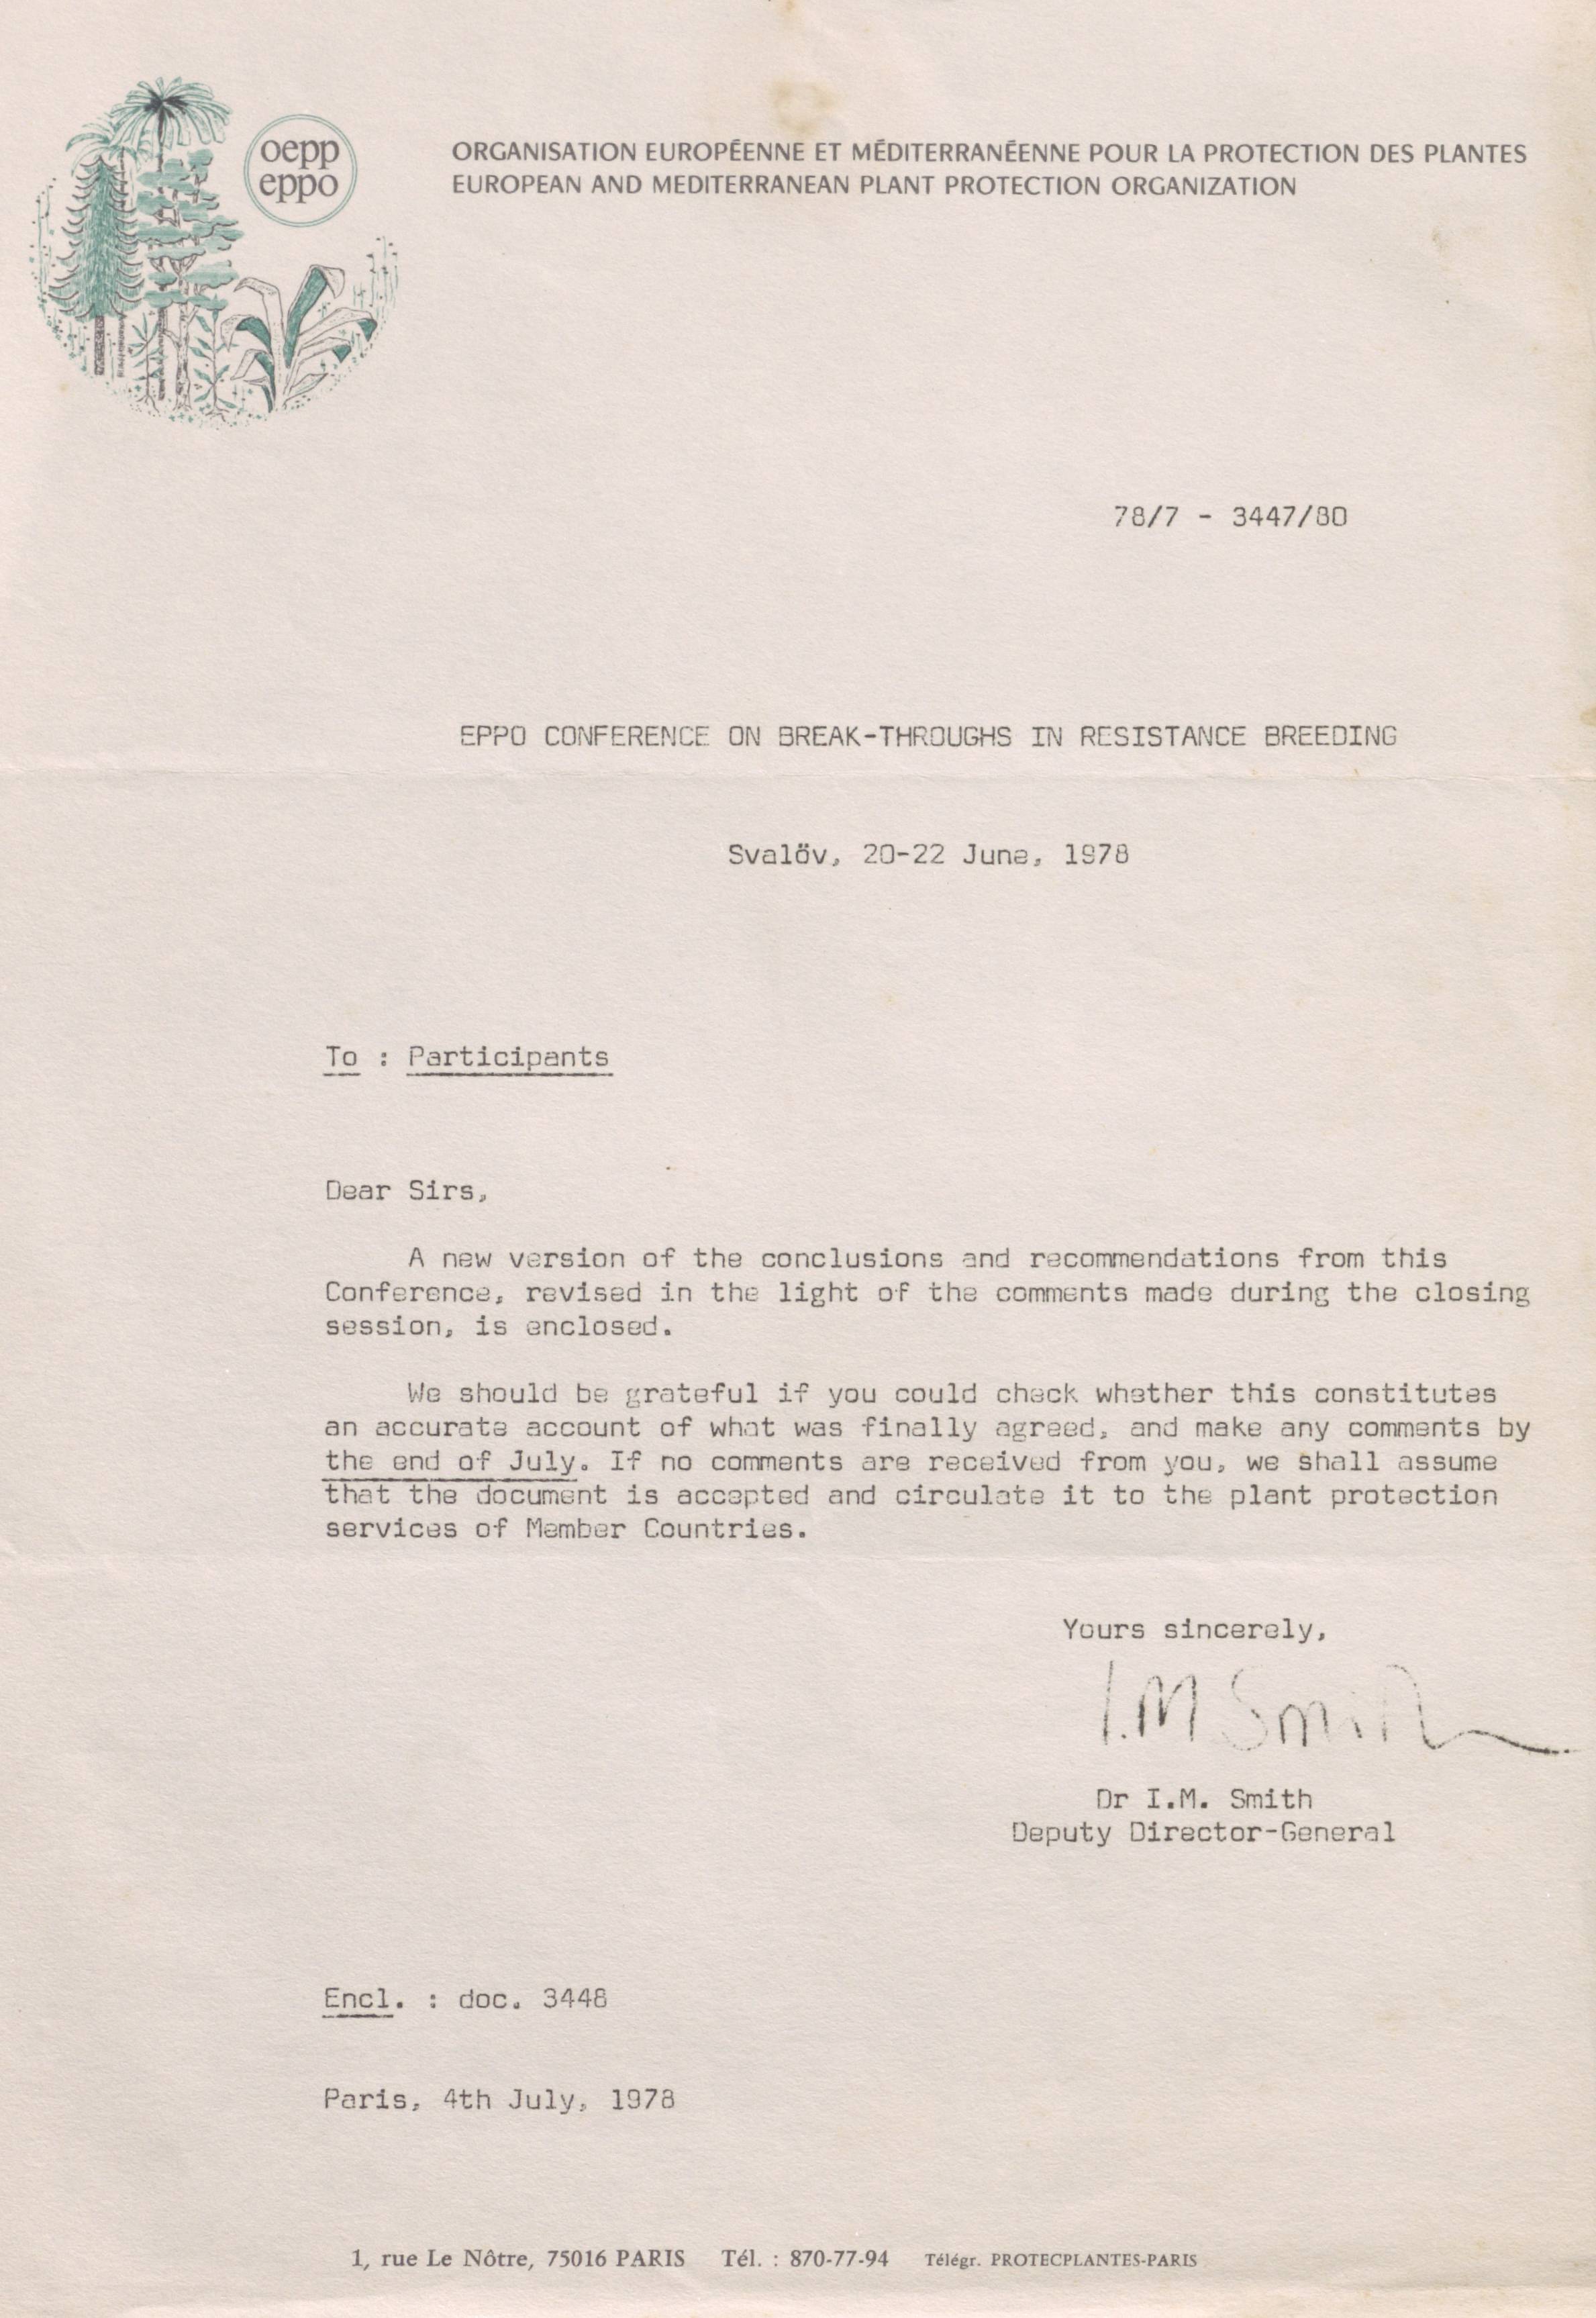 oepp
eppo
ORGANISATION EUROPÉENNE ET MÉDITERRANÉENNE POUR LA PROTECTION DES PLANTES
EUROPEAN AND MEDITERRANEAN PLANT PROTECTION ORGANIZATION
78/7 - 3447/80
EPPO CONFERENCE ON BREAK-THROUGHS IN RESISTANCE BREEDING
Svalöv, 20-22 June, 1978
To : Participants
Dear Sirs,
A new version of the conclusions and recommendations from this
Conference, revised in the light of the comments made during the closing
session, is enclosed.
We should be grateful if you could check whether this constitutes
an accurate account of what was finally agreed, and make any comments by
the end of July. If no comments are received from you, we shall assume
that the document is accepted and circulate it to the plant protection
services of Member Countries.
Yours sincerely,
I.M Smith
Dr I.M. Smith
Deputy Director-General
Encl. : doc. 3448
Paris, 4th July, 1978
1, rue Le Nôtre, 75016 PARIS Tél. : 870-77-94 Télégr. PROTECPLANTES-PARIS